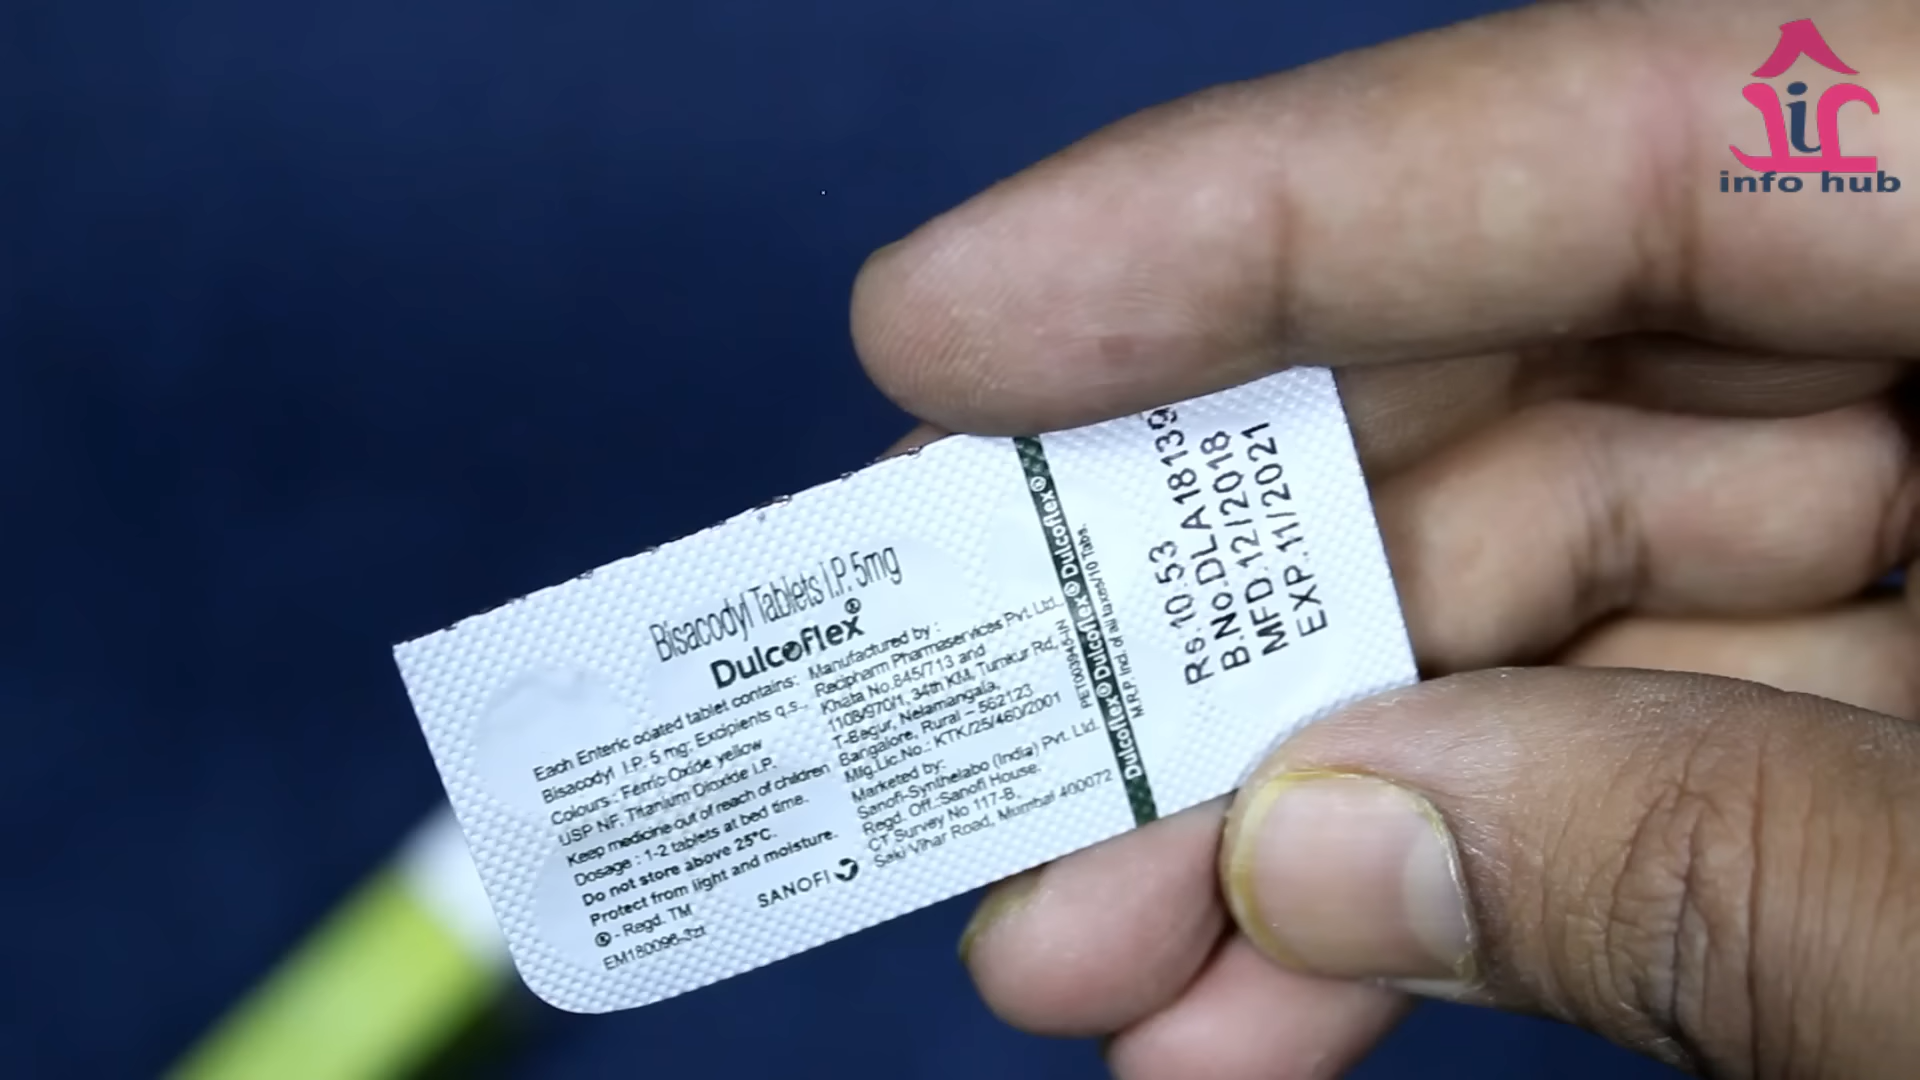 info hub
Bisacodyl Tablets I.P. 5mg
Dulcoflex®
Each Enteric coated tablet contains:
Bisacodyl I.P. 5 mg; Excipients q.s.,
Colours: Ferric Oxide yellow
USP NF, Titanium Dioxide I.P.
Keep medicine out of reach of children
Dosage : 1-2 tablets at bed time.
Do not store above 25°C.
Protect from light and moisture.
® - Regd. TM
SANOFI
Manufactured by :
Recipharm Pharmaservices Pvt. Ltd.,
Khata No.845/713 and
1108/970/1, 34th KM, Tumkur Rd,
T-Begur, Nelamangala,
Bangalore, Rural – 562123
Mfg.Lic.No.: KTK/25/460/2001
Marketed by:
Sanofi-Synthelabo (India) Pvt. Ltd.
Regd. Off.:Sanofi House,
CT Survey No 117-B,
Saki Vihar Road, Mumbai 400072
Dulcoflex® Dulcoflex® Dulcoflex® Dulcoflex®
M.R.P. incl. of all taxes/10 Tabs.
Rs 10.53
B.No.DLA18139
MFD.12/2018
EXP.11/2021